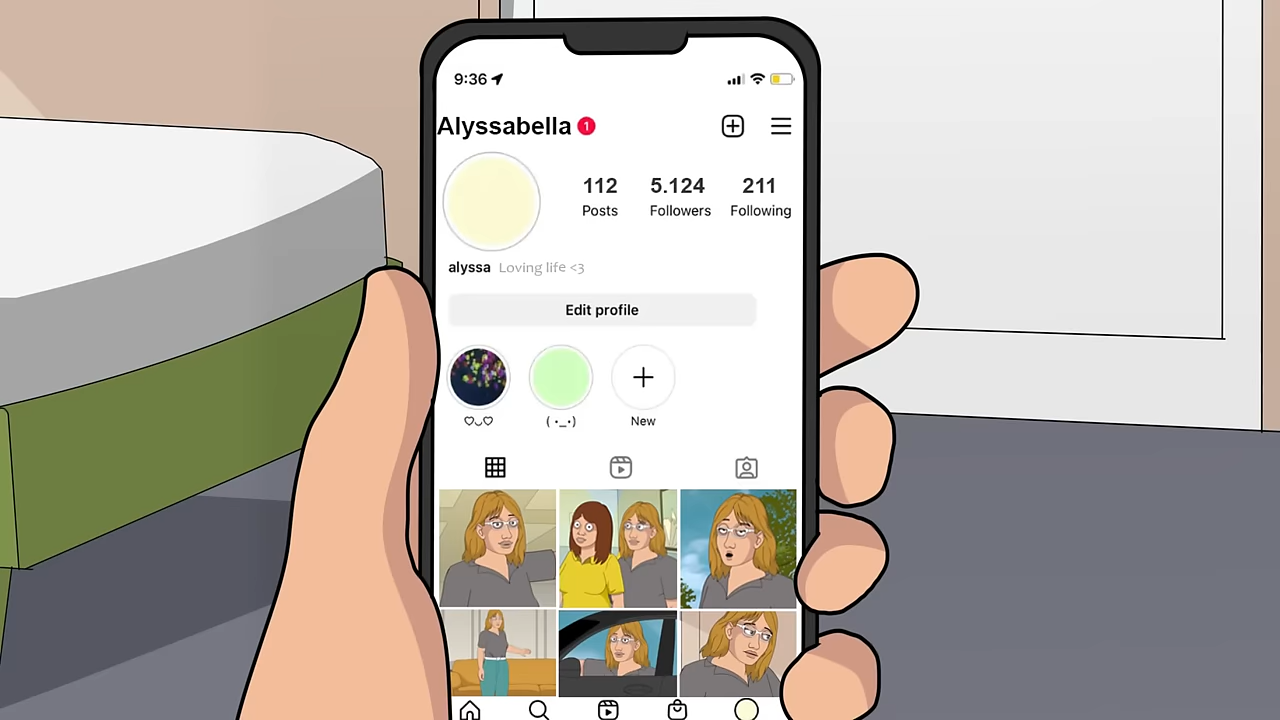 9:36
Alyssabella 1
112 5.124 211
Posts Followers Following
alyssa Loving life <3
Edit profile
♡◡♡ ( •_•) New